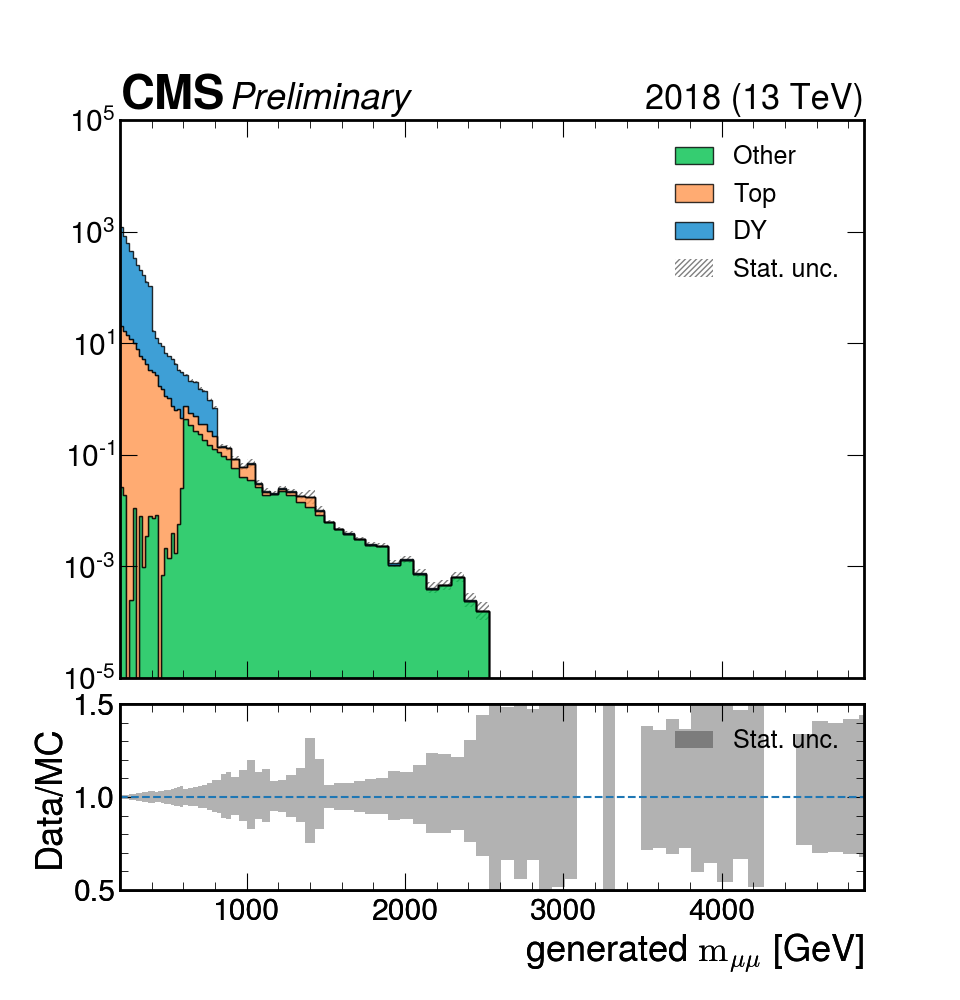 CMS Preliminary 2018 (13 TeV)
10^5
10^3
10^1
10^-1
10^-3
10^-5
Other
Top
DY
Stat. unc.
1.5
1.0
0.5
Data/MC
Stat. unc.
1000 2000 3000 4000
generated m_μμ [GeV]